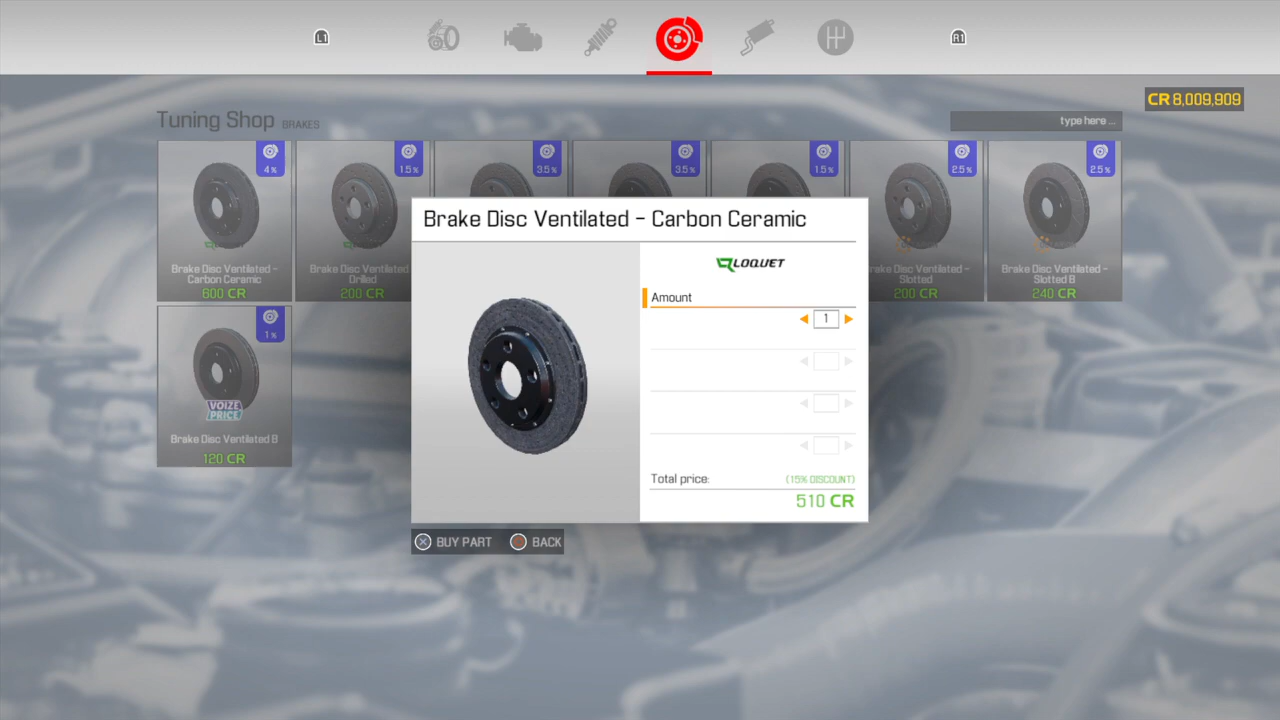 L1
R1
CR 8,009,909
Tuning Shop BRAKES
type here ...
4%
1.5%
3.5%
3.5%
1.5%
2.5%
2.5%
Brake Disc Ventilated -
Carbon Ceramic
600 CR
Brake Disc Ventilated
Drilled
200 CR
Brake Disc Ventilated -
Slotted
200 CR
Brake Disc Ventilated -
Slotted B
240 CR
1%
VOIZE
PRICE
Brake Disc Ventilated B
120 CR
Brake Disc Ventilated - Carbon Ceramic
RLOQUET
Amount
1
Total price:
(15% DISCOUNT)
510 CR
BUY PART
BACK